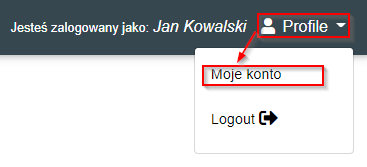 Jesteś zalogowany jako: Jan Kowalski Profile
Moje konto
Logout